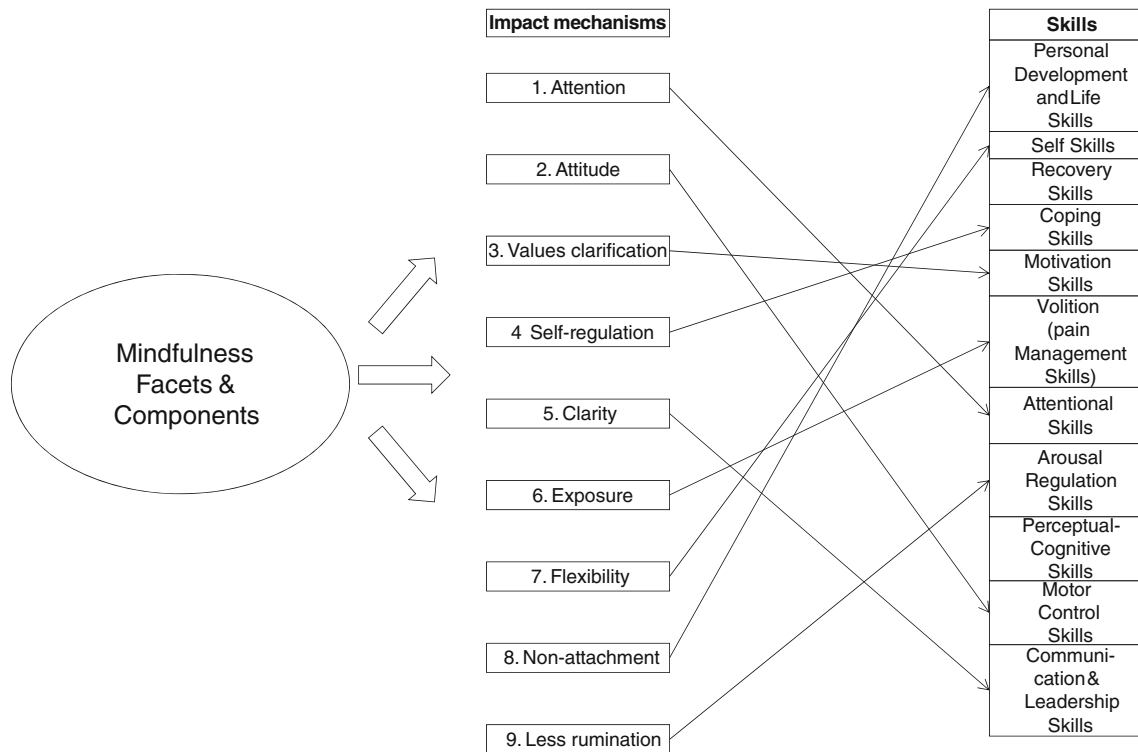 Impact mechanisms
1. Attention
2. Attitude
3. Values clarification
4 Self-regulation
5. Clarity
6. Exposure
7. Flexibility
8. Non-attachment
9. Less rumination
Mindfulness
Facets &
Components
Skills
Personal
Development
and Life
Skills
Self Skills
Recovery
Skills
Coping
Skills
Motivation
Skills
Volition
(pain
Management
Skills)
Attentional
Skills
Arousal
Regulation
Skills
Perceptual-
Cognitive
Skills
Motor
Control
Skills
Communi-
cation &
Leadership
Skills